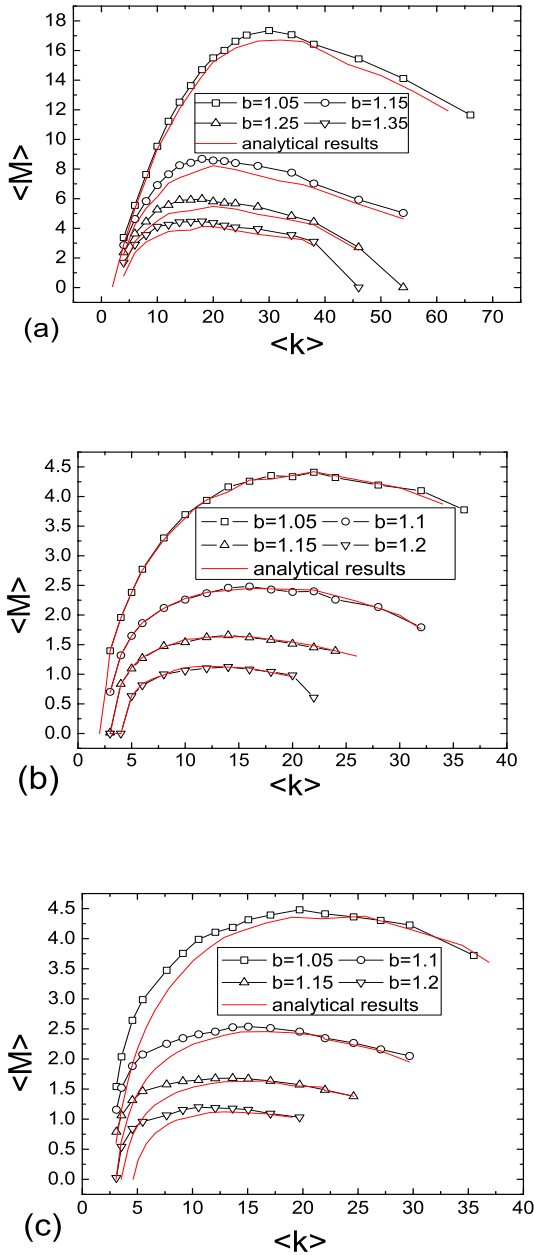 18
16
14
12
10
8
6
4
2
0
<M>
b=1.05 b=1.15
b=1.25 b=1.35
analytical results
0 10 20 30 40 50 60 70
(a)
<k>
4.5
4.0
3.5
3.0
2.5
2.0
1.5
1.0
0.5
0.0
<M>
b=1.05 b=1.1
b=1.15 b=1.2
analytical results
0 5 10 15 20 25 30 35 40
(b)
<k>
4.5
4.0
3.5
3.0
2.5
2.0
1.5
1.0
0.5
0.0
<M>
b=1.05 b=1.1
b=1.15 b=1.2
analytical results
0 5 10 15 20 25 30 35 40
(c)
<k>